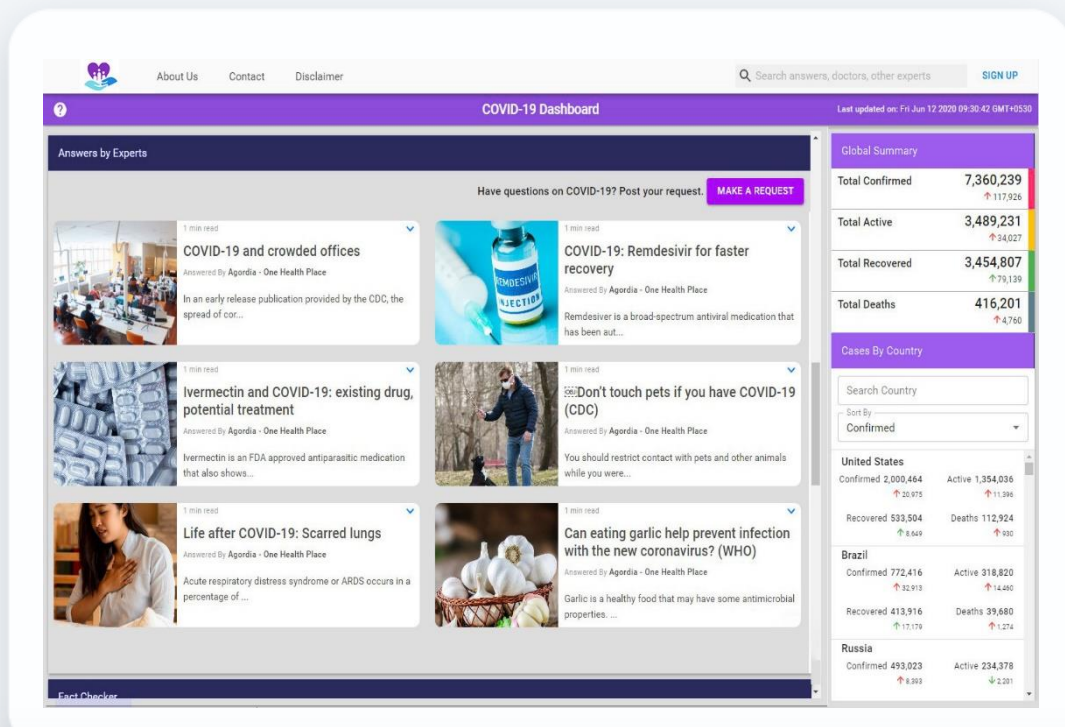 About Us Contact Disclaimer Search answers, doctors, other experts SIGN UP
COVID-19 Dashboard Last updated on: Fri Jun 12 2020 09:30:42 GMT+0530
Answers by Experts
Have questions on COVID-19? Post your request. MAKE A REQUEST
1 min read
COVID-19 and crowded offices
Answered By Agordia - One Health Place
In an early release publication provided by the CDC, the
spread of cor...
REMDESIVIR
INJECTION
1 min read
COVID-19: Remdesivir for faster
recovery
Answered By Agordia - One Health Place
Remdesiver is a broad-spectrum antiviral medication that
has been aut...
1 min read
Ivermectin and COVID-19: existing drug,
potential treatment
Answered By Agordia - One Health Place
Ivermectin is an FDA approved antiparasitic medication
that also shows...
1 min read
Don't touch pets if you have COVID-19
(CDC)
Answered By Agordia - One Health Place
You should restrict contact with pets and other animals
while you were...
1 min read
Life after COVID-19: Scarred lungs
Answered By Agordia - One Health Place
Acute respiratory distress syndrome or ARDS occurs in a
percentage of ...
1 min read
Can eating garlic help prevent infection
with the new coronavirus? (WHO)
Answered By Agordia - One Health Place
Garlic is a healthy food that may have some antimicrobial
properties. ...
Fact Checker
Global Summary
Total Confirmed 7,360,239
↑ 117,926
Total Active 3,489,231
↑ 34,027
Total Recovered 3,454,807
↑ 79,139
Total Deaths 416,201
↑ 4,760
Cases By Country
Search Country
Sort By
Confirmed
United States
Confirmed 2,000,464 Active 1,354,036
↑ 20,975 ↑ 11,396
Recovered 533,504 Deaths 112,924
↑ 8,649 ↑ 930
Brazil
Confirmed 772,416 Active 318,820
↑ 32,913 ↑ 14,460
Recovered 413,916 Deaths 39,680
↑ 17,179 ↑ 1,274
Russia
Confirmed 493,023 Active 234,378
↑ 8,393 ↓ 2,201